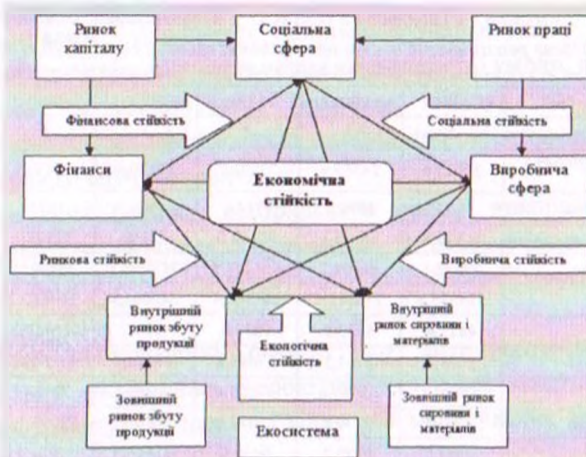 Ринок
капіталу
Соціальна
сфера
Ринок праці
Фінансова стійкість
Соціальна стійкість
Фінанси
Економічна
стійкість
Виробнича
сфера
Ринкова стійкість
Виробнича стійкість
Внутрішній
ринок збуту
продукції
Екологічна
стійкість
Внутрішній
ринок сировини і
матеріалів
Зовнішній
ринок збуту
продукції
Екосистема
Зовнішній ринок
сировини і
матеріалів